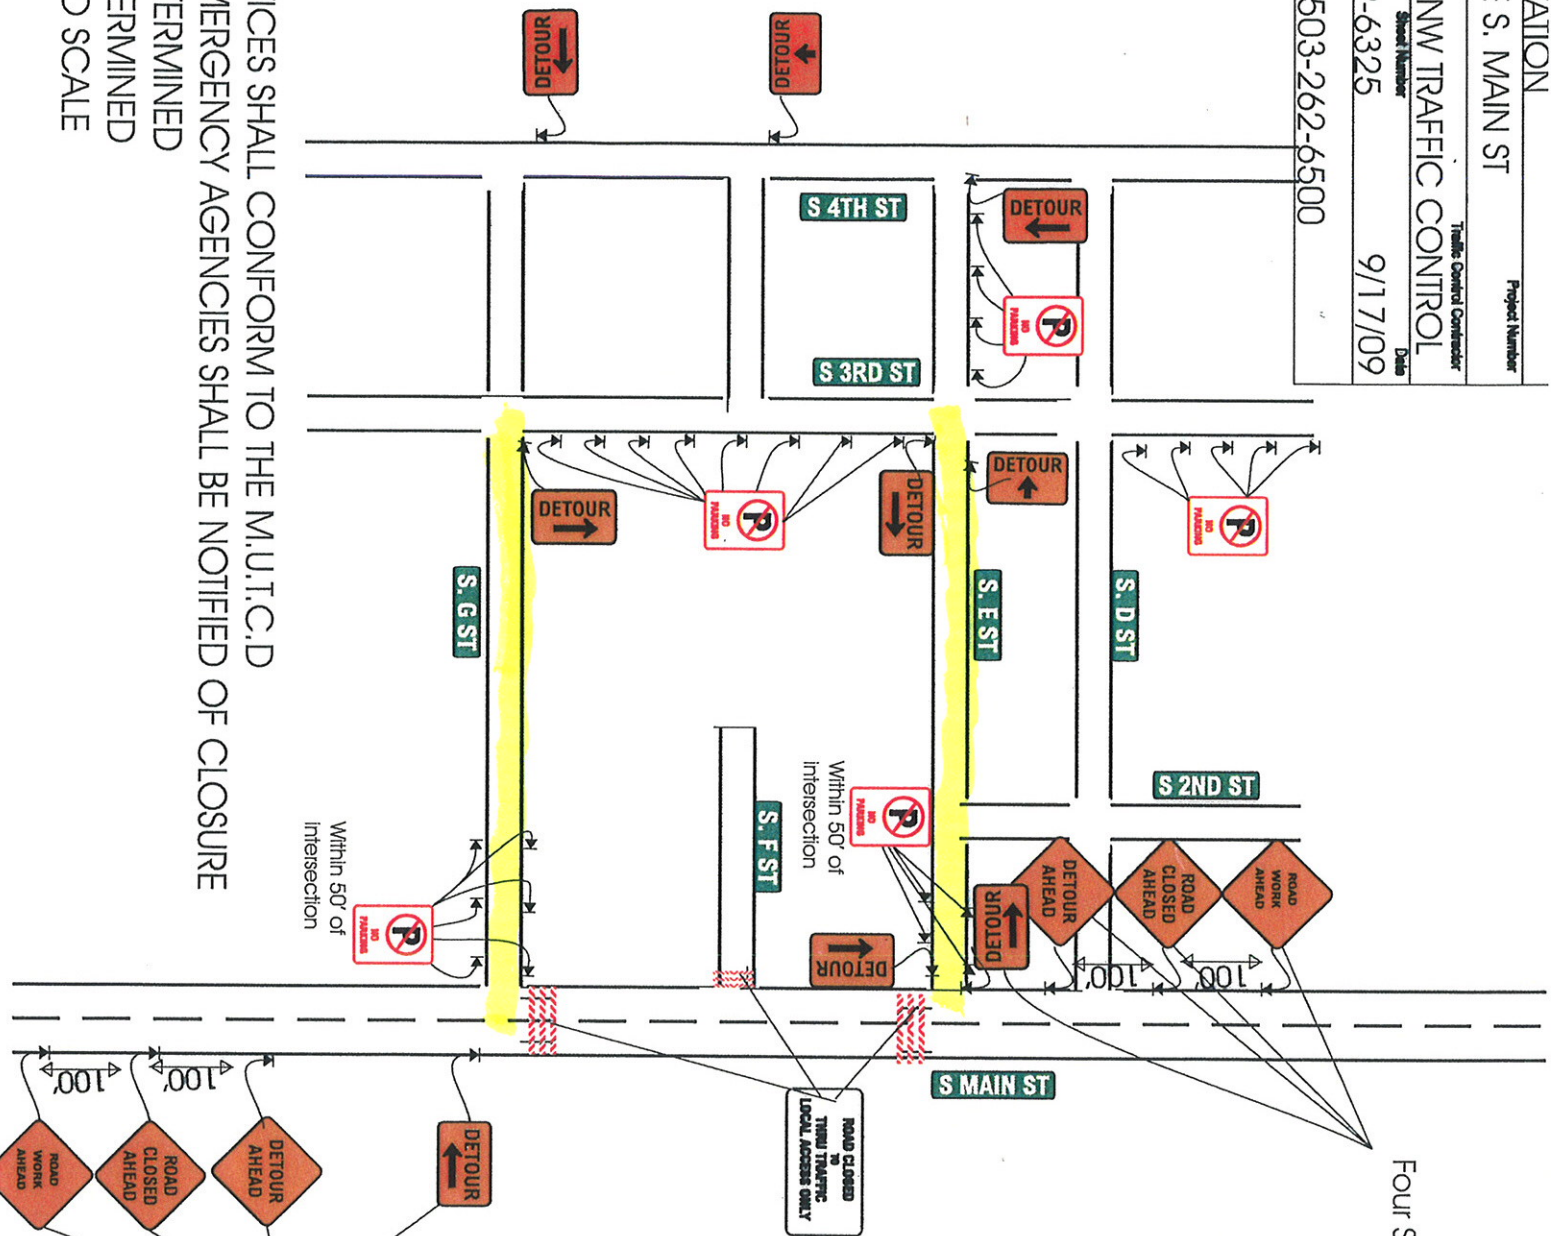 TATION
S. MAIN ST
Project Number
Traffic Control Contractor
NW TRAFFIC CONTROL
Sheet Number
-6325
Date
9/17/09
503-262-6500
DETOUR
DETOUR
S 4TH ST
DETOUR
NO
PARKING
S 3RD ST
DETOUR
DETOUR
NO
PARKING
DETOUR
NO
PARKING
DETOUR
S. G ST
S. E ST
S. D ST
S 2ND ST
S. F ST
Within 50' of
intersection
NO
PARKING
DETOUR
AHEAD
ROAD
CLOSED
AHEAD
ROAD
WORK
AHEAD
DETOUR
DETOUR
100'
100'
Within 50' of
intersection
NO
PARKING
S MAIN ST
100'
100'
ROAD CLOSED
TO
THRU TRAFFIC
LOCAL ACCESS ONLY
DETOUR
DETOUR
AHEAD
ROAD
CLOSED
AHEAD
ROAD
WORK
AHEAD
Four S
ICES SHALL CONFORM TO THE M.U.T.C.D
MERGENCY AGENCIES SHALL BE NOTIFIED OF CLOSURE
TERMINED
ERMINED
O SCALE